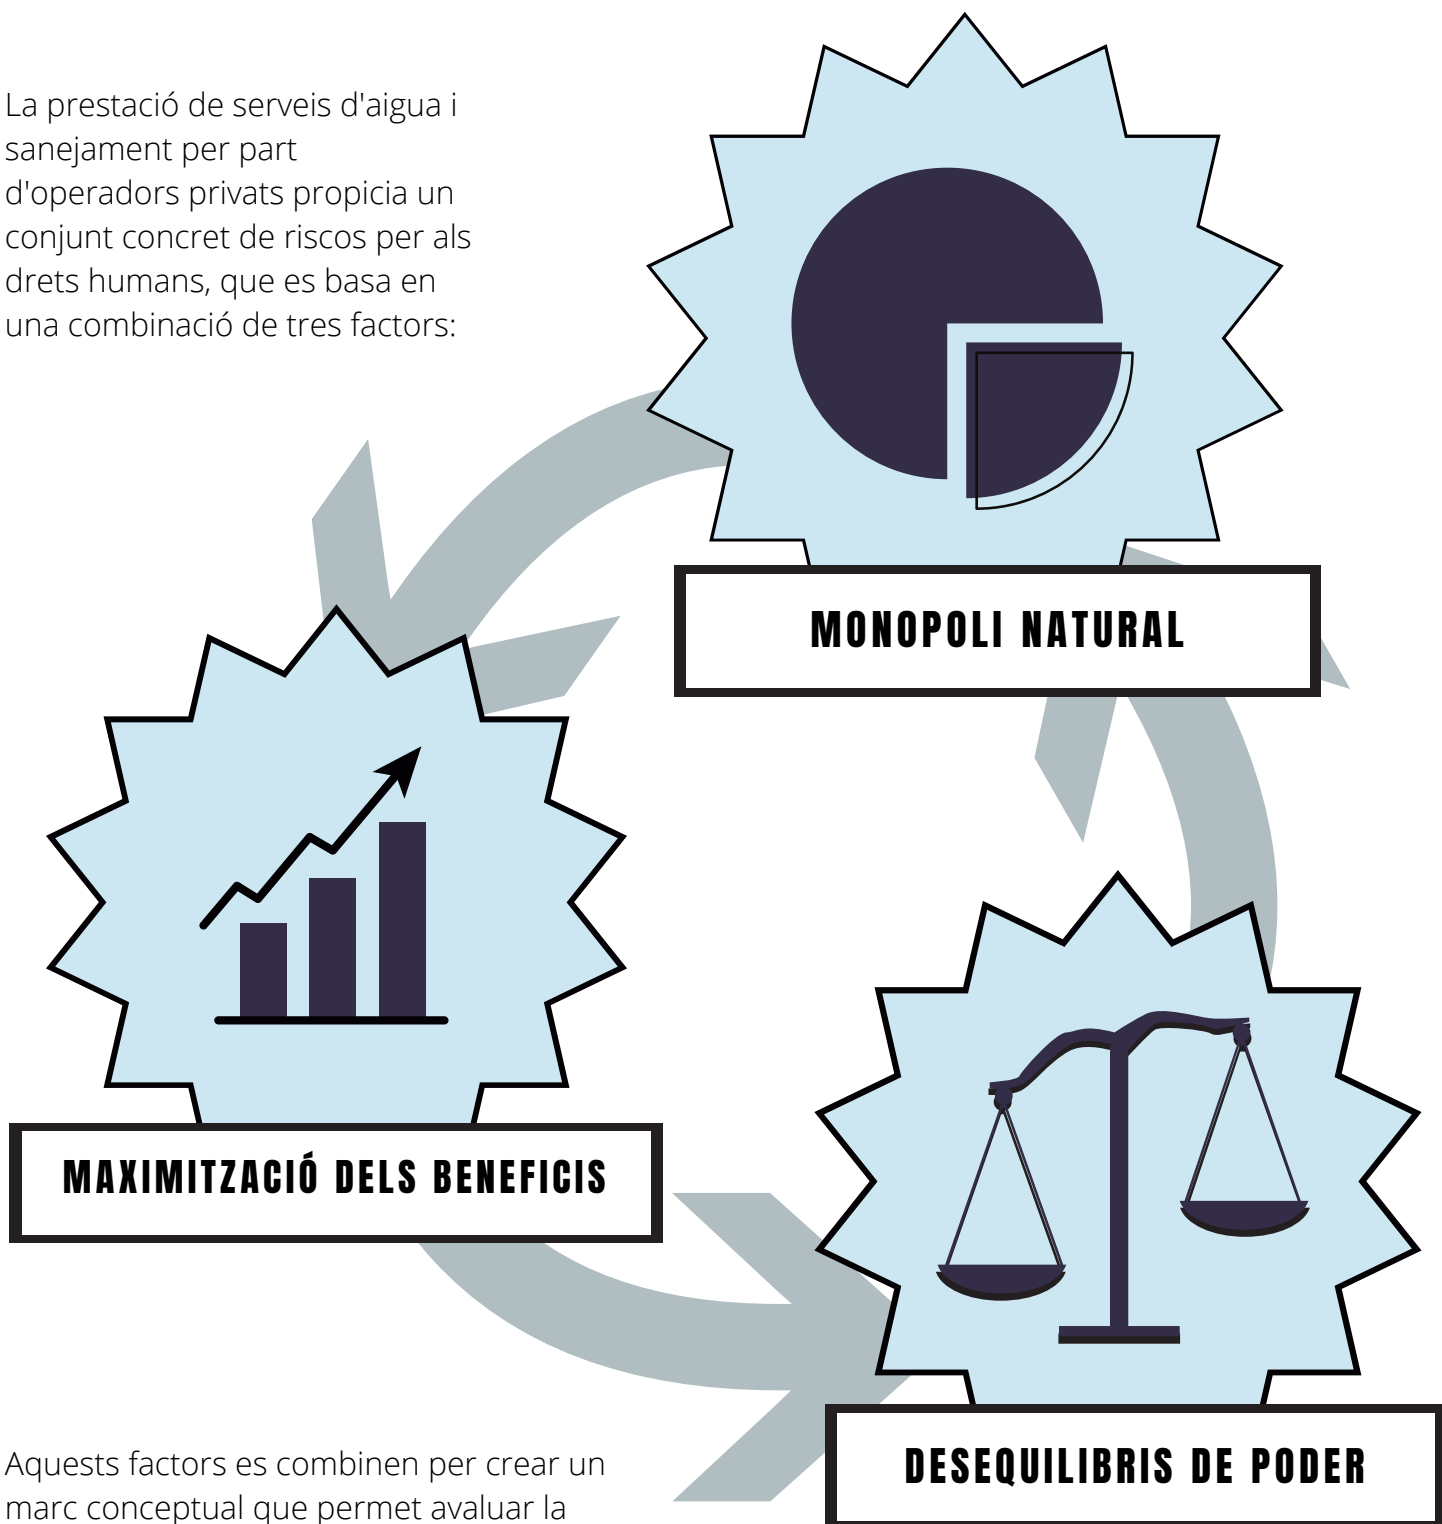 La prestació de serveis d'aigua i
sanejament per part
d'operadors privats propicia un
conjunt concret de riscos per als
drets humans, que es basa en
una combinació de tres factors:
MONOPOLI NATURAL
MAXIMITZACIÓ DELS BENEFICIS
DESEQUILIBRIS DE PODER
Aquests factors es combinen per crear un
marc conceptual que permet avaluar la